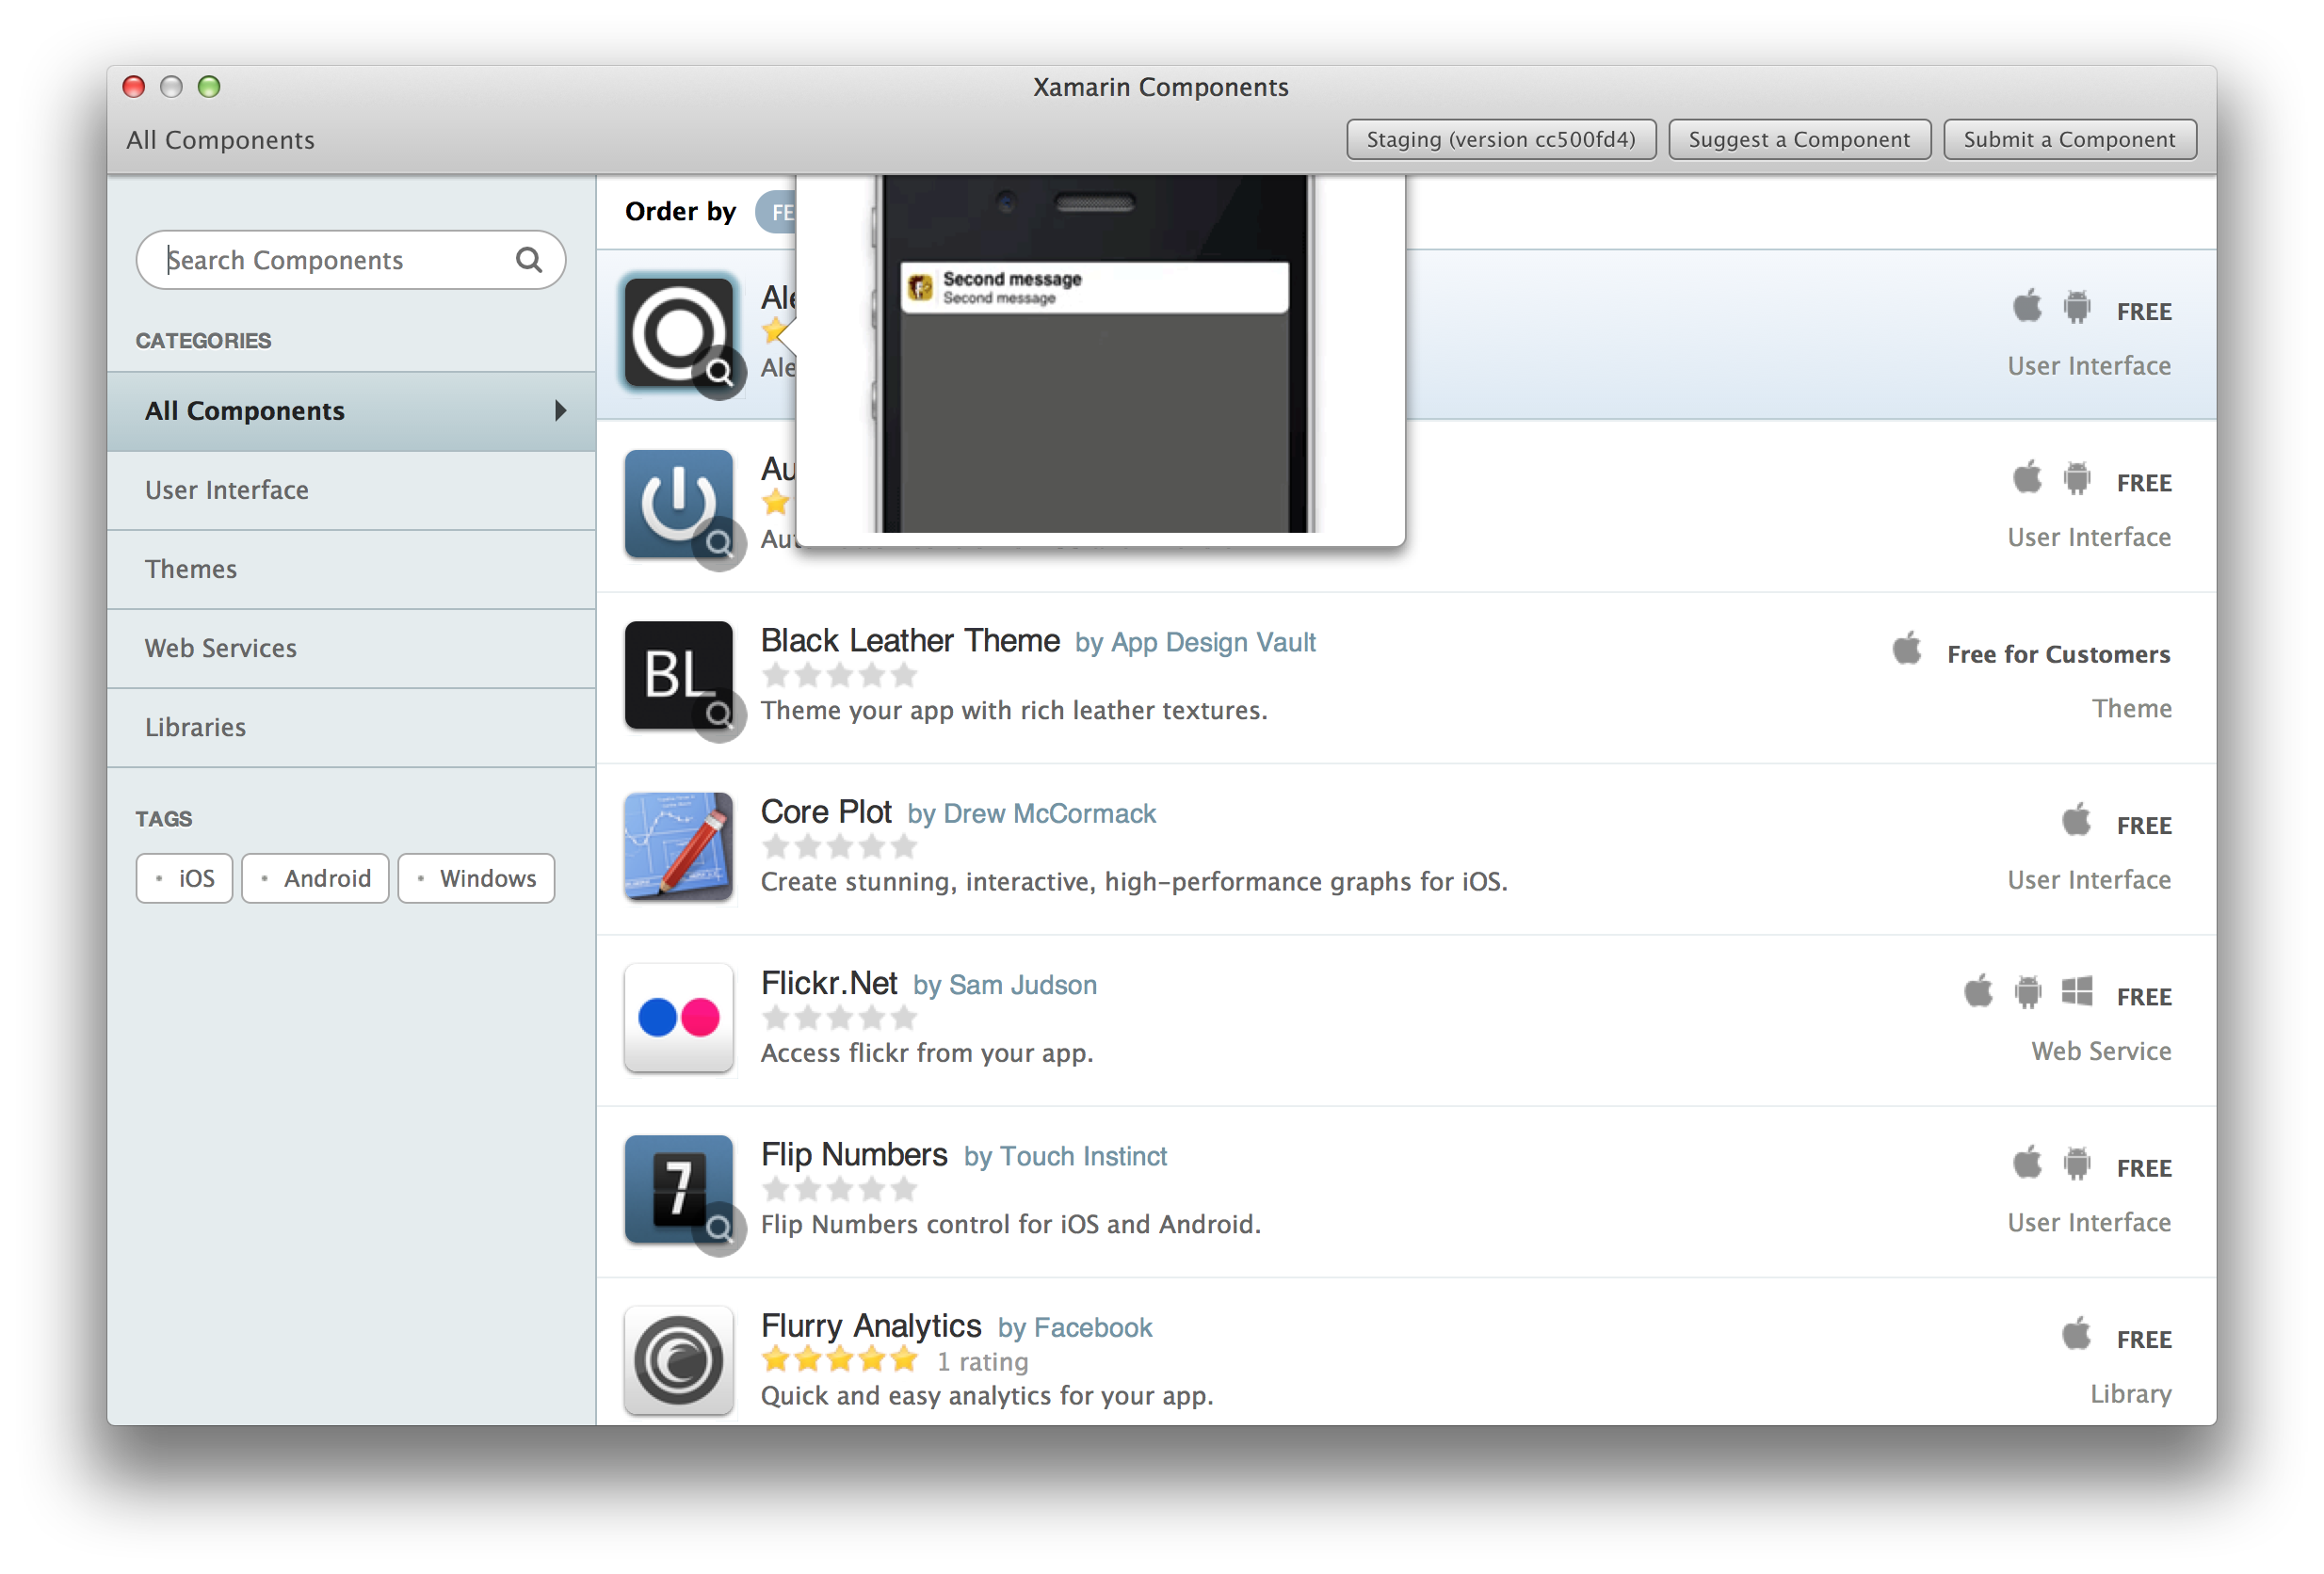 Xamarin Components
All Components
Staging (version cc500fd4)
Suggest a Component
Submit a Component
Search Components
CATEGORIES
All Components
User Interface
Themes
Web Services
Libraries
TAGS
iOS
Android
Windows
Order by
Second message
Second message
FREE
User Interface
FREE
User Interface
BL
Black Leather Theme by App Design Vault
Theme your app with rich leather textures.
Free for Customers
Theme
Core Plot by Drew McCormack
Create stunning, interactive, high-performance graphs for iOS.
FREE
User Interface
Flickr.Net by Sam Judson
Access flickr from your app.
FREE
Web Service
7
Flip Numbers by Touch Instinct
Flip Numbers control for iOS and Android.
FREE
User Interface
Flurry Analytics by Facebook
1 rating
Quick and easy analytics for your app.
FREE
Library